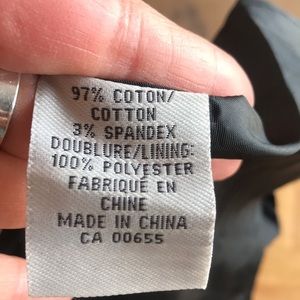 97% COTON/
COTTON
3% SPANDEX
DOUBLURE/LINING:
100% POLYESTER
FABRIQUÉ EN
CHINE
MADE IN CHINA
CA 00655